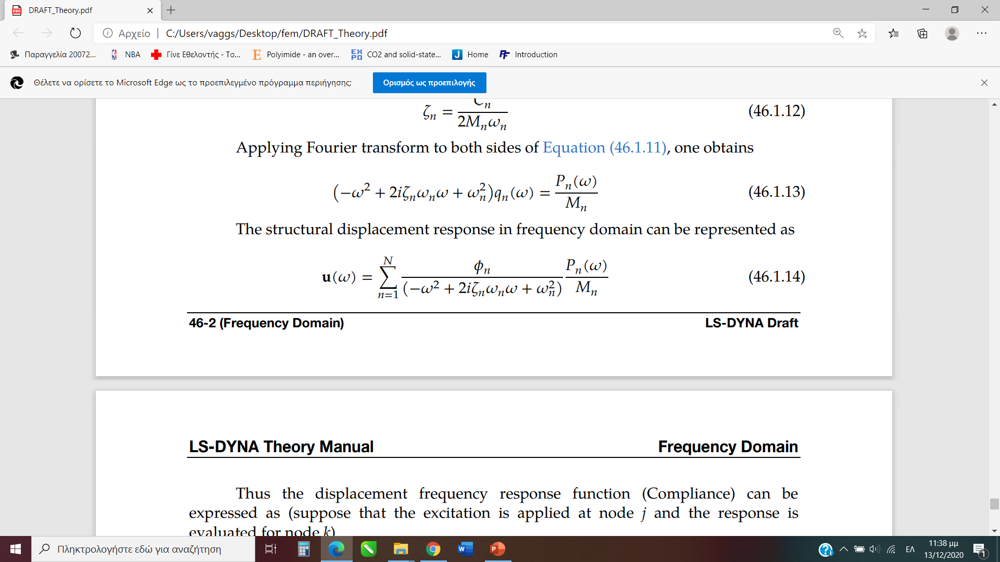 DRAFT_Theory.pdf
Αρχείο | C:/Users/vaggs/Desktop/fem/DRAFT_Theory.pdf
Παραγγελία 20072... NBA Γίνε Εθελοντής - Το... Polyimide - an over... CO2 and solid-state... Home Introduction
Θέλετε να ορίσετε το Microsoft Edge ως το προεπιλεγμένο πρόγραμμα περιήγησης; Ορισμός ως προεπιλογής
ζₙ = Cₙ / 2Mₙωₙ (46.1.12)
Applying Fourier transform to both sides of Equation (46.1.11), one obtains
(−ω² + 2iζₙωₙω + ωₙ²)qₙ(ω) = Pₙ(ω) / Mₙ (46.1.13)
The structural displacement response in frequency domain can be represented as
u(ω) = ∑ₙ₌₁ᴺ ϕₙ / (−ω² + 2iζₙωₙω + ωₙ²) Pₙ(ω) / Mₙ (46.1.14)
46-2 (Frequency Domain) LS-DYNA Draft
LS-DYNA Theory Manual Frequency Domain
Thus the displacement frequency response function (Compliance) can be
expressed as (suppose that the excitation is applied at node j and the response is
evaluated for node k)
Πληκτρολογήστε εδώ για αναζήτηση
ΕΛ
11:38 μμ
13/12/2020
1